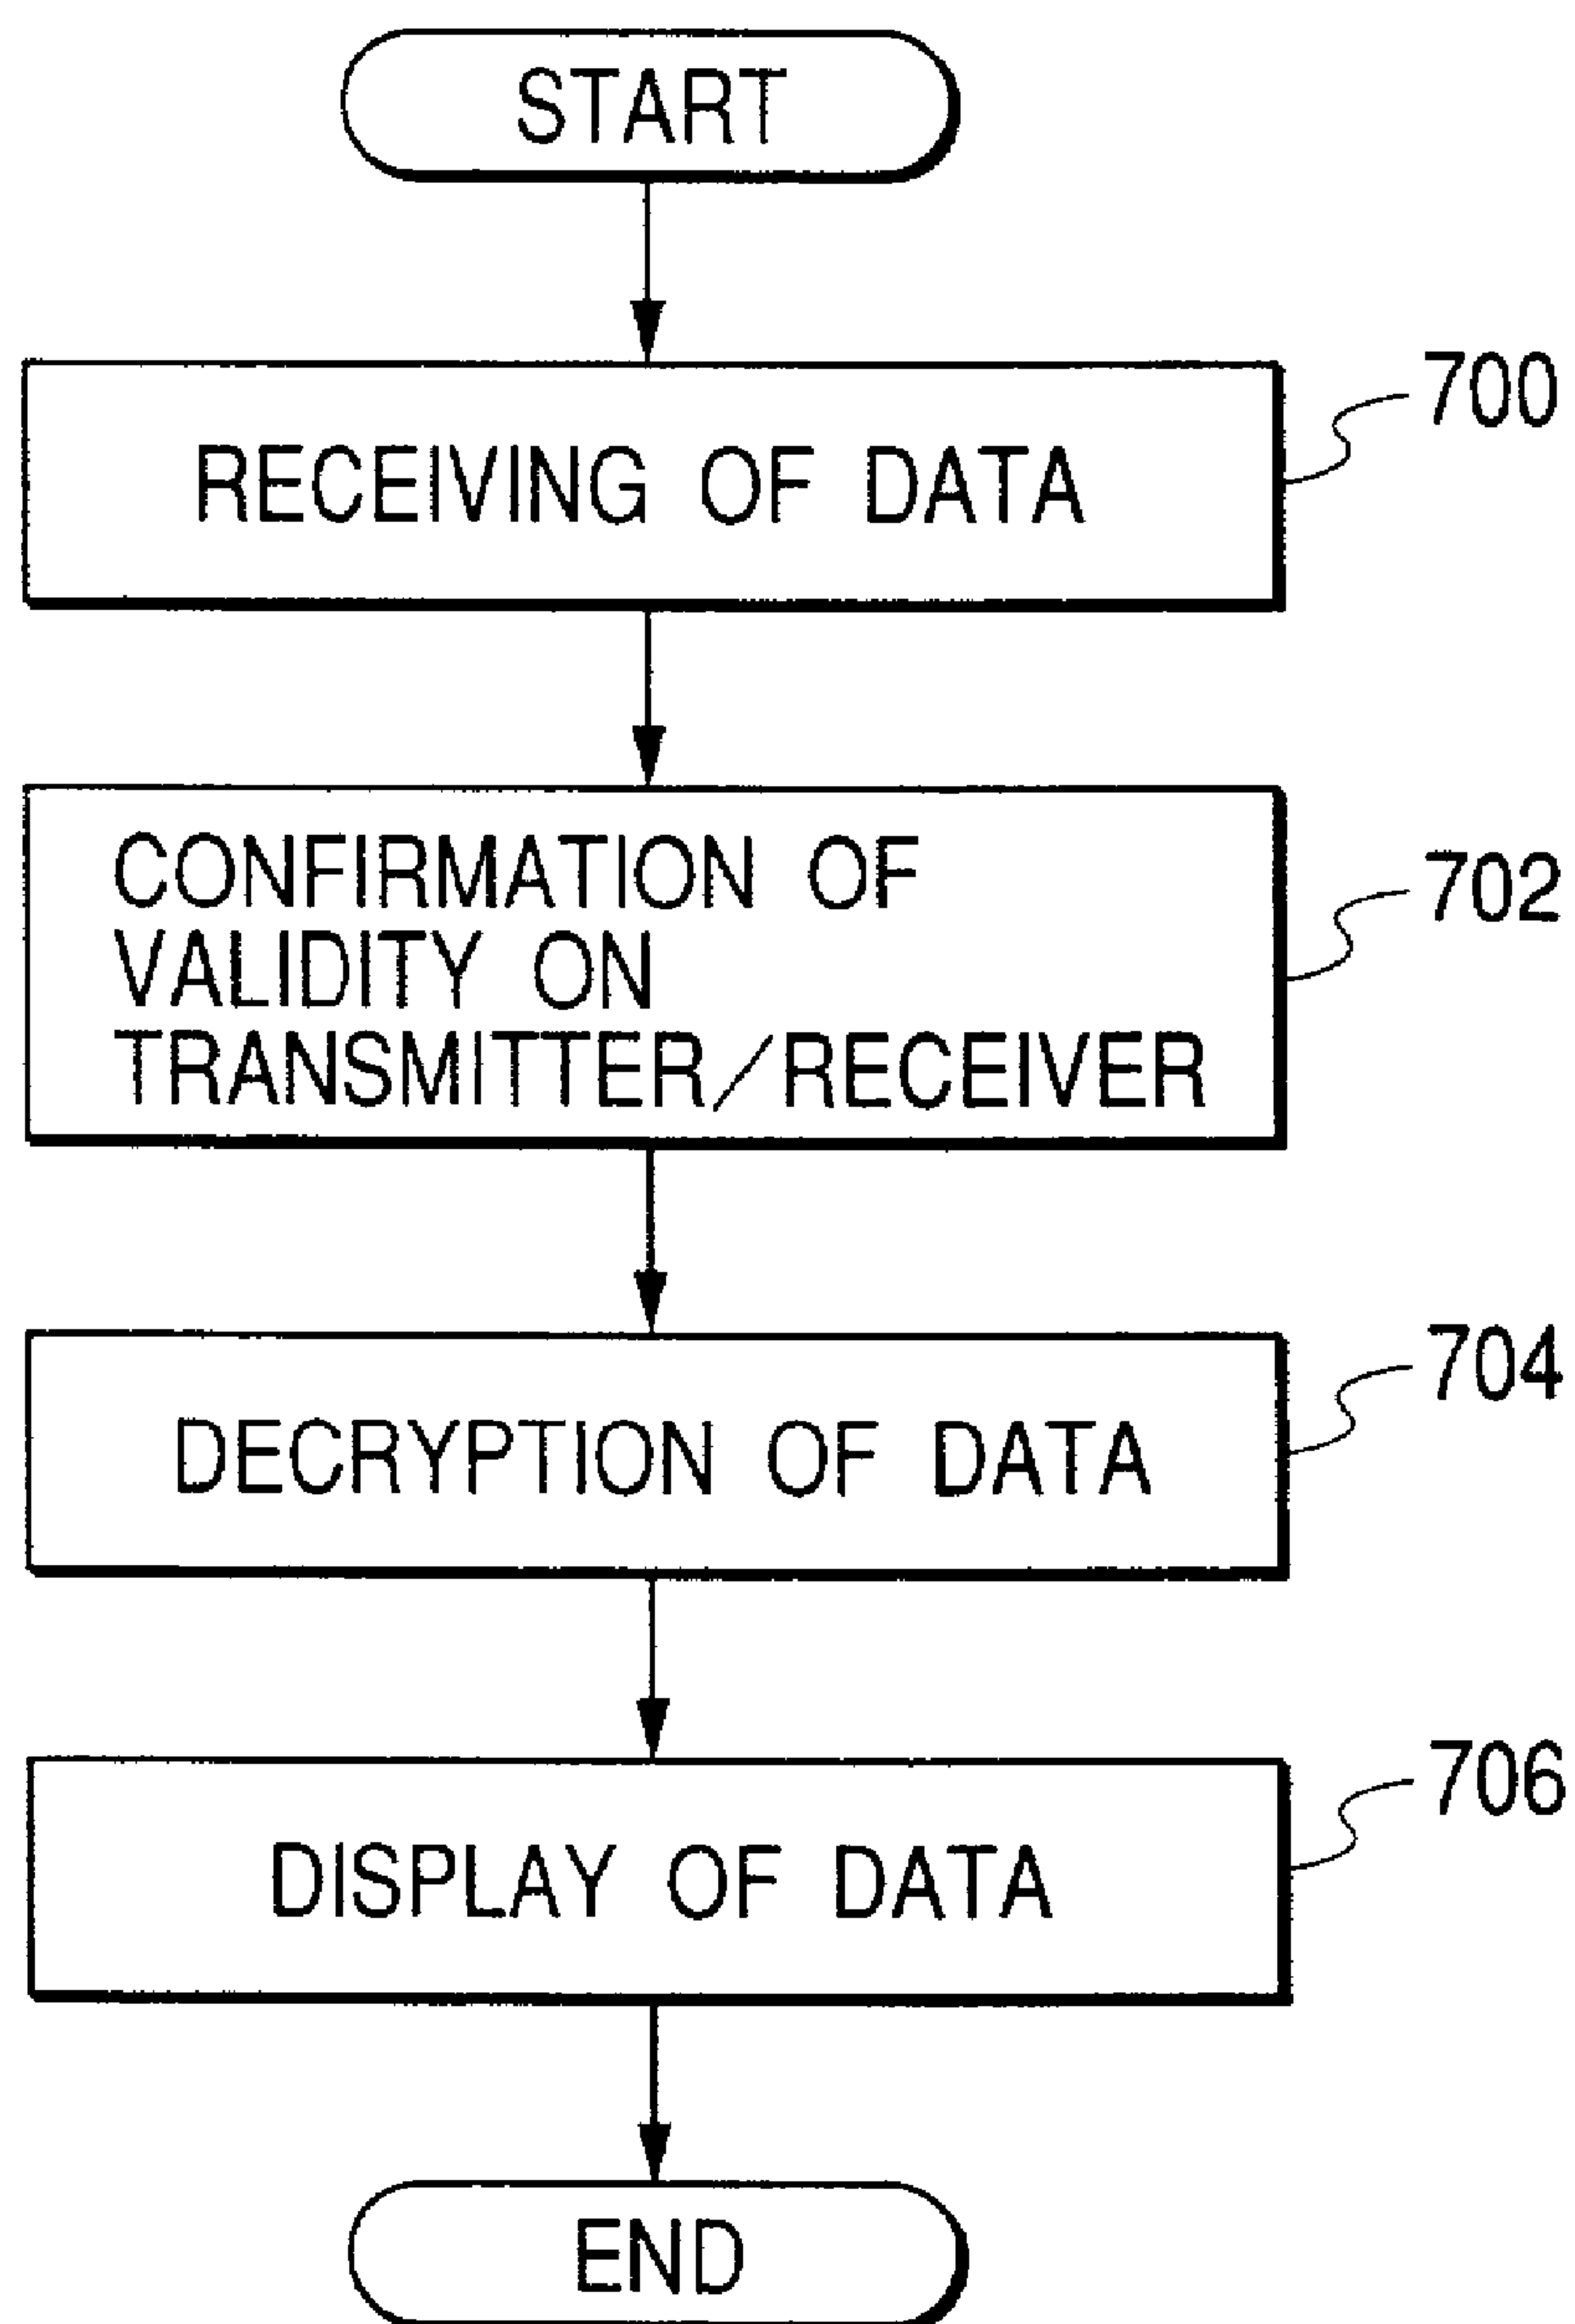 START
RECEIVING OF DATA
700
CONFIRMATION OF
VALIDITY ON
TRANSMITTER/RECEIVER
702
DECRYPTION OF DATA
704
DISPLAY OF DATA
706
END